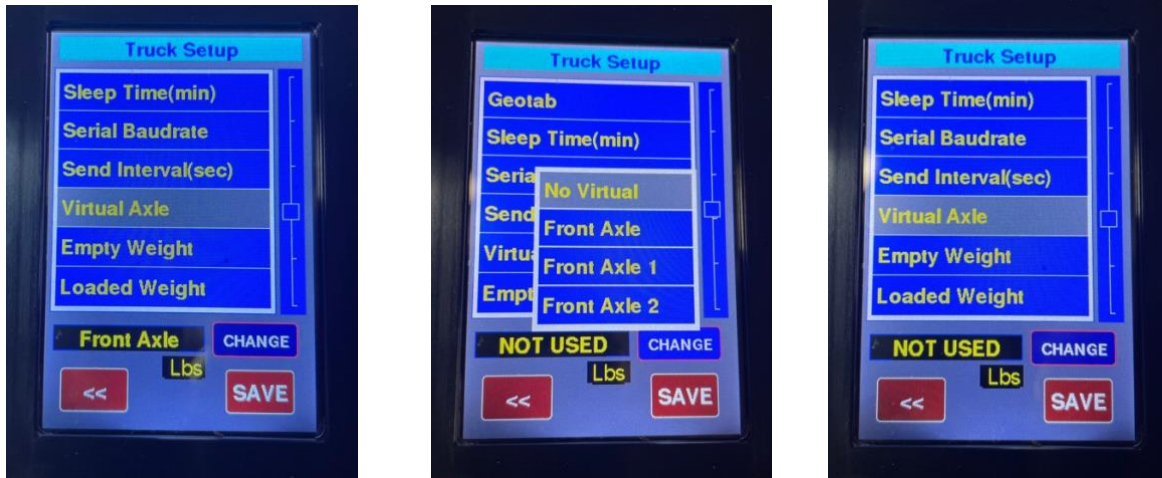 Truck Setup
Sleep Time(min)
Serial Baudrate
Send Interval(sec)
Virtual Axle
Empty Weight
Loaded Weight
Front Axle
CHANGE
Lbs
<<
SAVE
Truck Setup
Geotab
Sleep Time(min)
Seria
Send
Virtu
Empt
No Virtual
Front Axle
Front Axle 1
Front Axle 2
NOT USED
CHANGE
Lbs
<<
SAVE
Truck Setup
Sleep Time(min)
Serial Baudrate
Send Interval(sec)
Virtual Axle
Empty Weight
Loaded Weight
NOT USED
CHANGE
Lbs
<<
SAVE